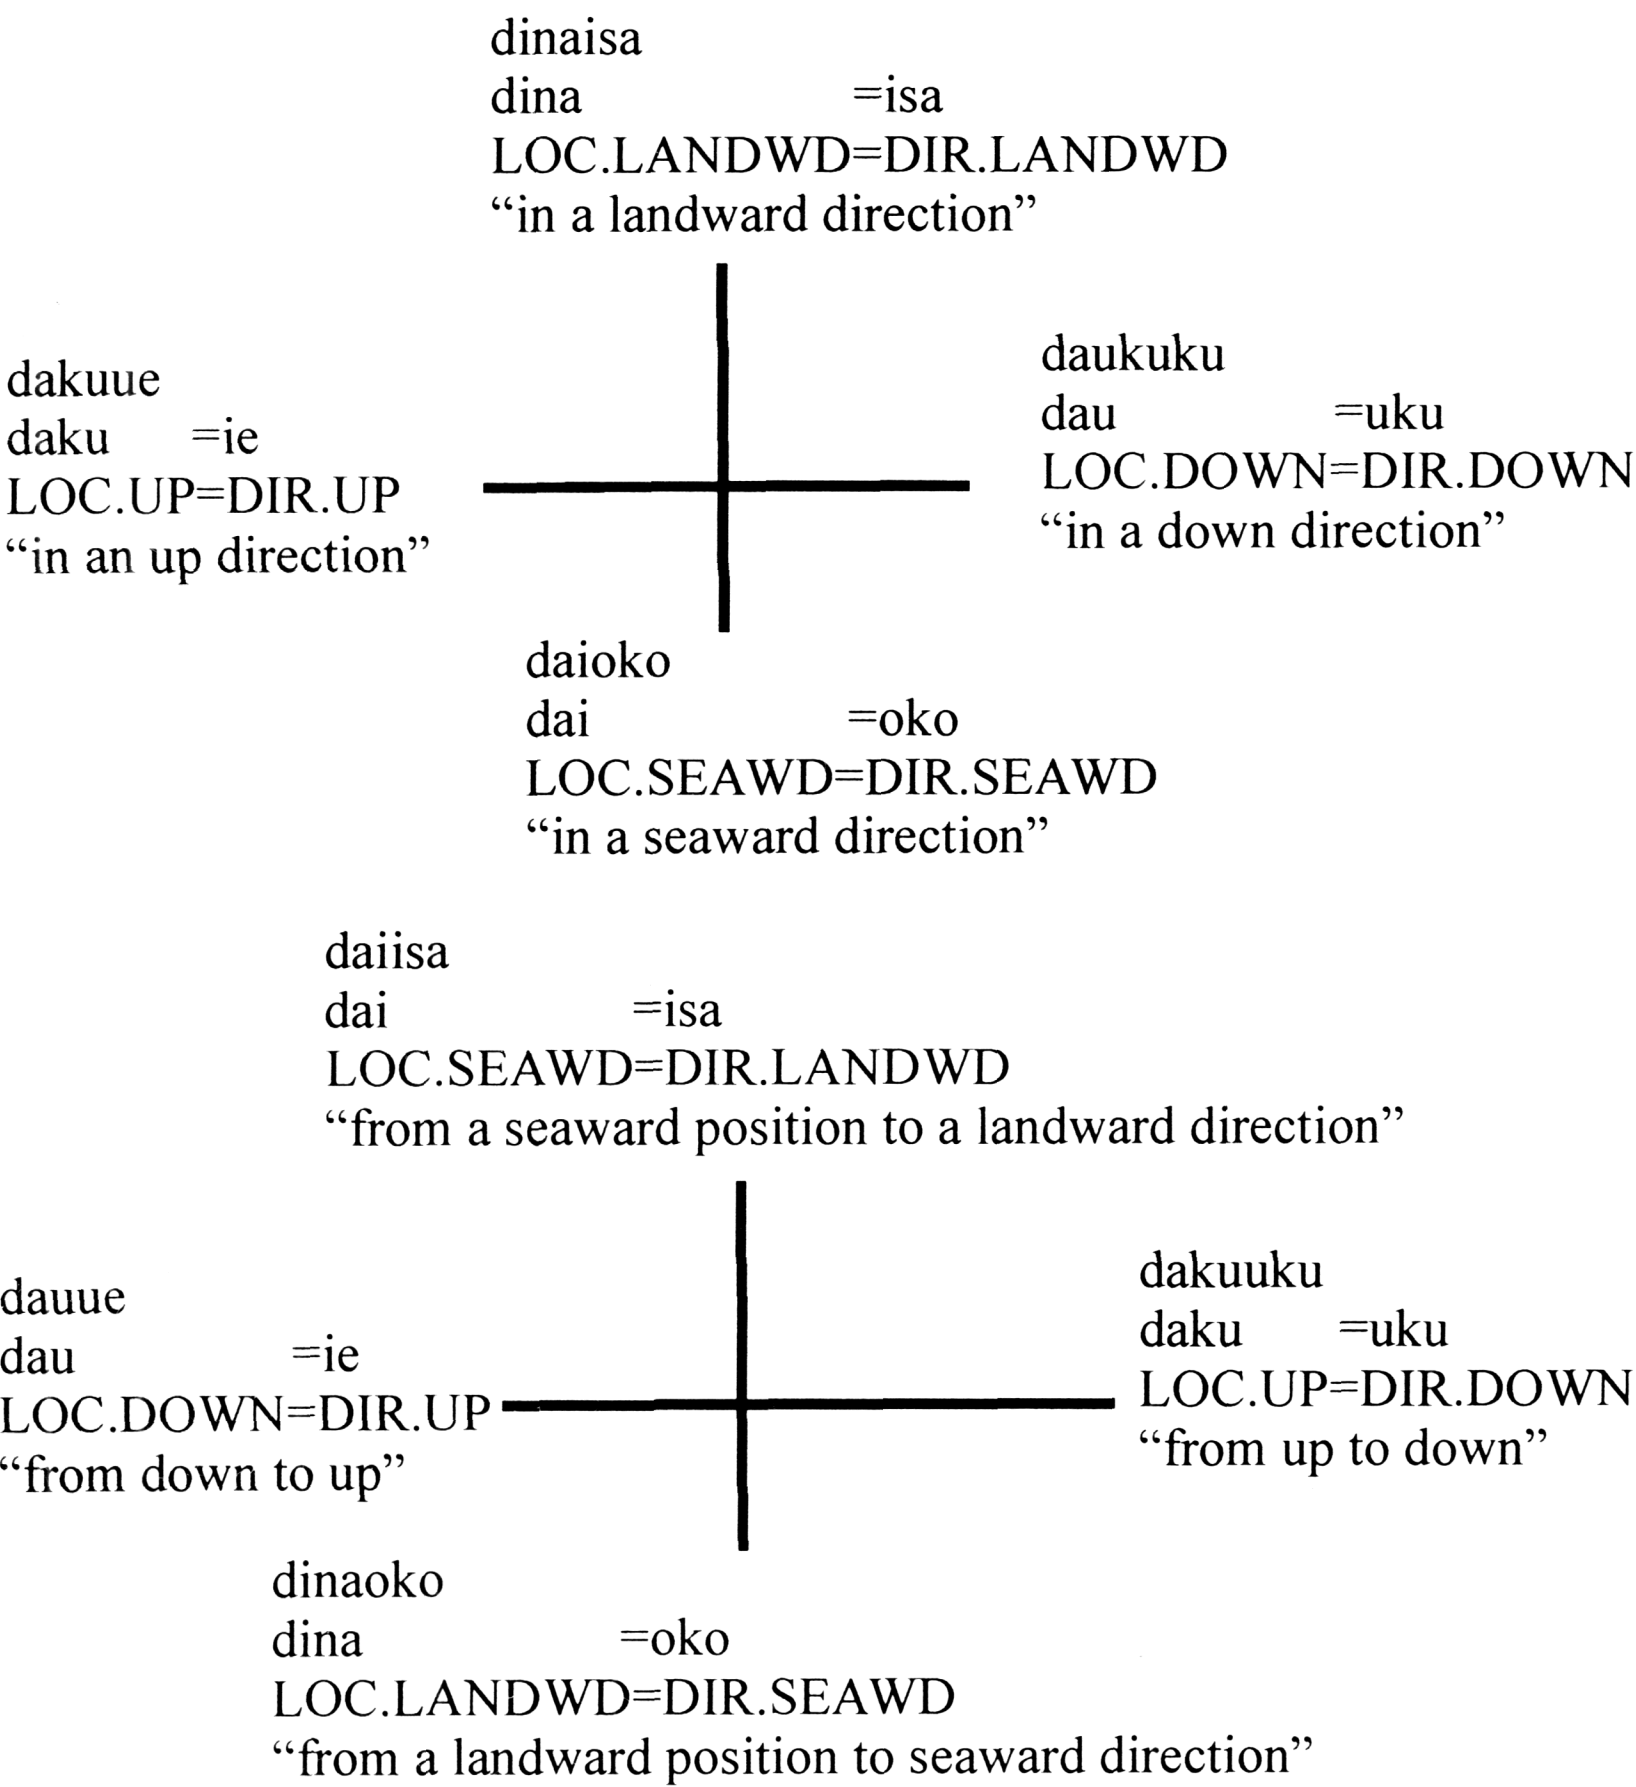 dinaisa
dina =isa
LOC.LANDWD=DIR.LANDWD
“in a landward direction”
dakuue
daku =ie
LOC.UP=DIR.UP
“in an up direction”
daukuku
dau =uku
LOC.DOWN=DIR.DOWN
“in a down direction”
daioko
dai =oko
LOC.SEAWD=DIR.SEAWD
“in a seaward direction”
daiisa
dai =isa
LOC.SEAWD=DIR.LANDWD
“from a seaward position to a landward direction”
dauue
dau =ie
LOC.DOWN=DIR.UP
“from down to up”
dakuuku
daku =uku
LOC.UP=DIR.DOWN
“from up to down”
dinaoko
dina =oko
LOC.LANDWD=DIR.SEAWD
“from a landward position to seaward direction”